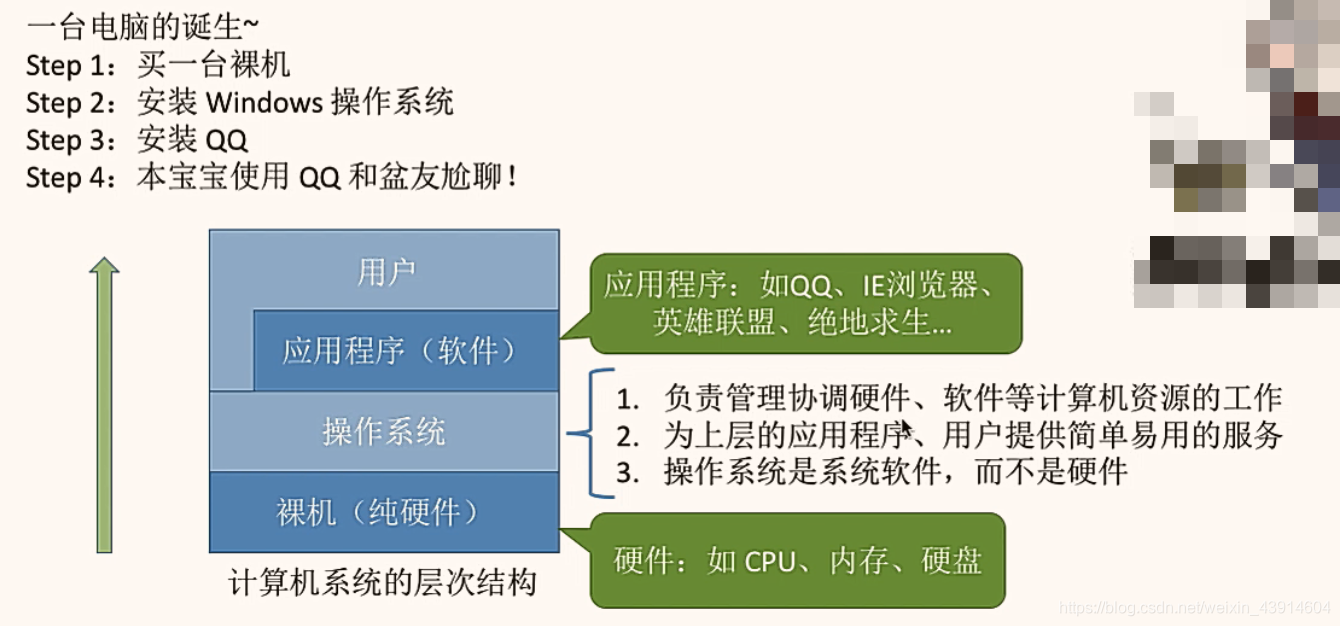 一台电脑的诞生~
Step 1：买一台裸机
Step 2：安装 Windows 操作系统
Step 3：安装 QQ
Step 4：本宝宝使用 QQ 和盆友尬聊！
用户
应用程序（软件）
操作系统
裸机（纯硬件）
计算机系统的层次结构
应用程序：如QQ、IE浏览器、
英雄联盟、绝地求生...
1. 负责管理协调硬件、软件等计算机资源的工作
2. 为上层的应用程序、用户提供简单易用的服务
3. 操作系统是系统软件，而不是硬件
硬件：如 CPU、内存、硬盘
https://blog.csdn.net/weixin_43914604